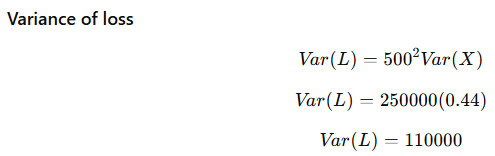 Variance of loss
Var(L) = 500²Var(X)
Var(L) = 250000(0.44)
Var(L) = 110000